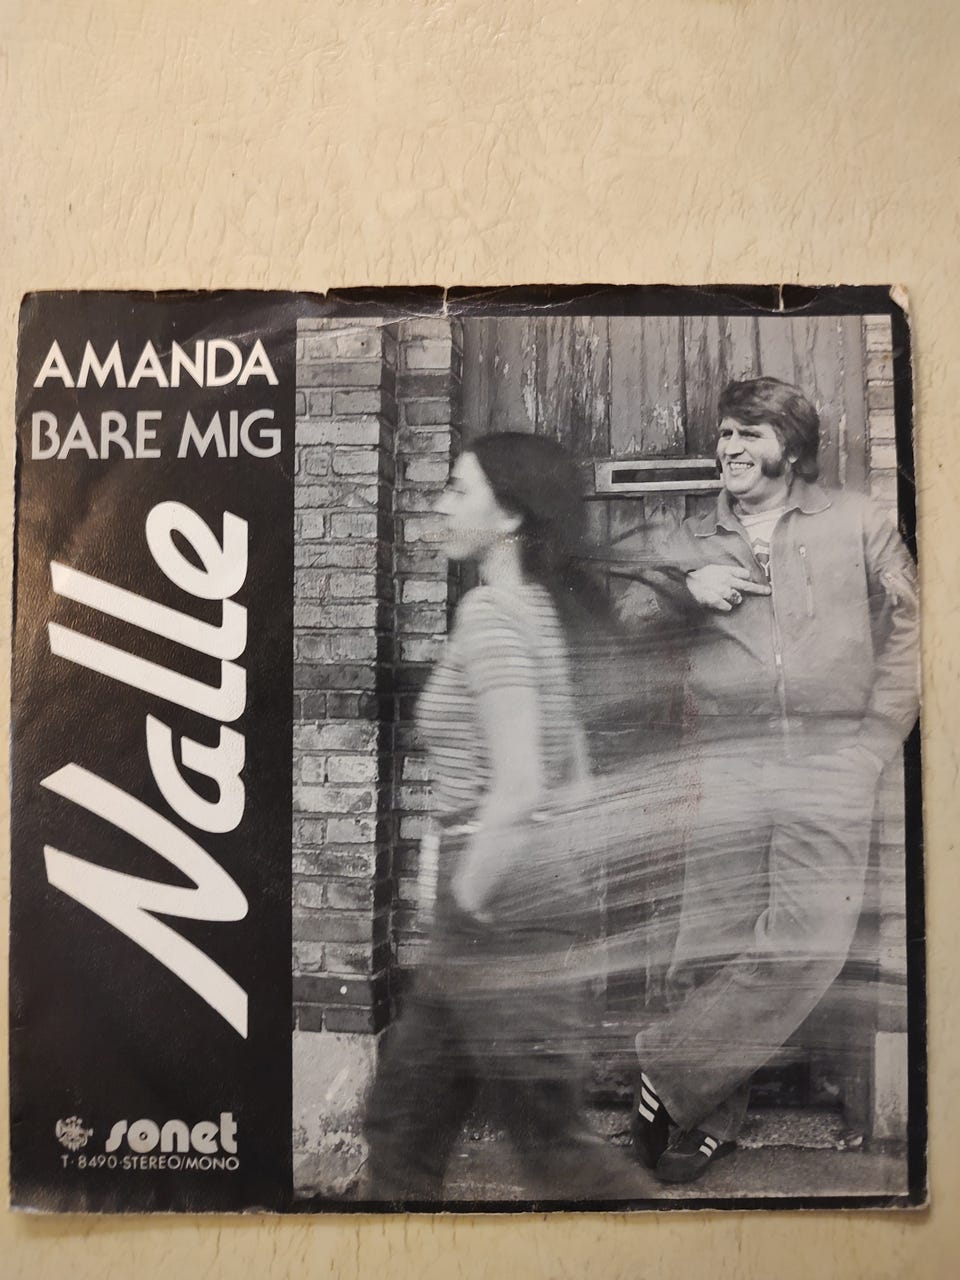 AMANDA
BARE MIG
Nalle
sonet
T-8490-STEREO/MONO